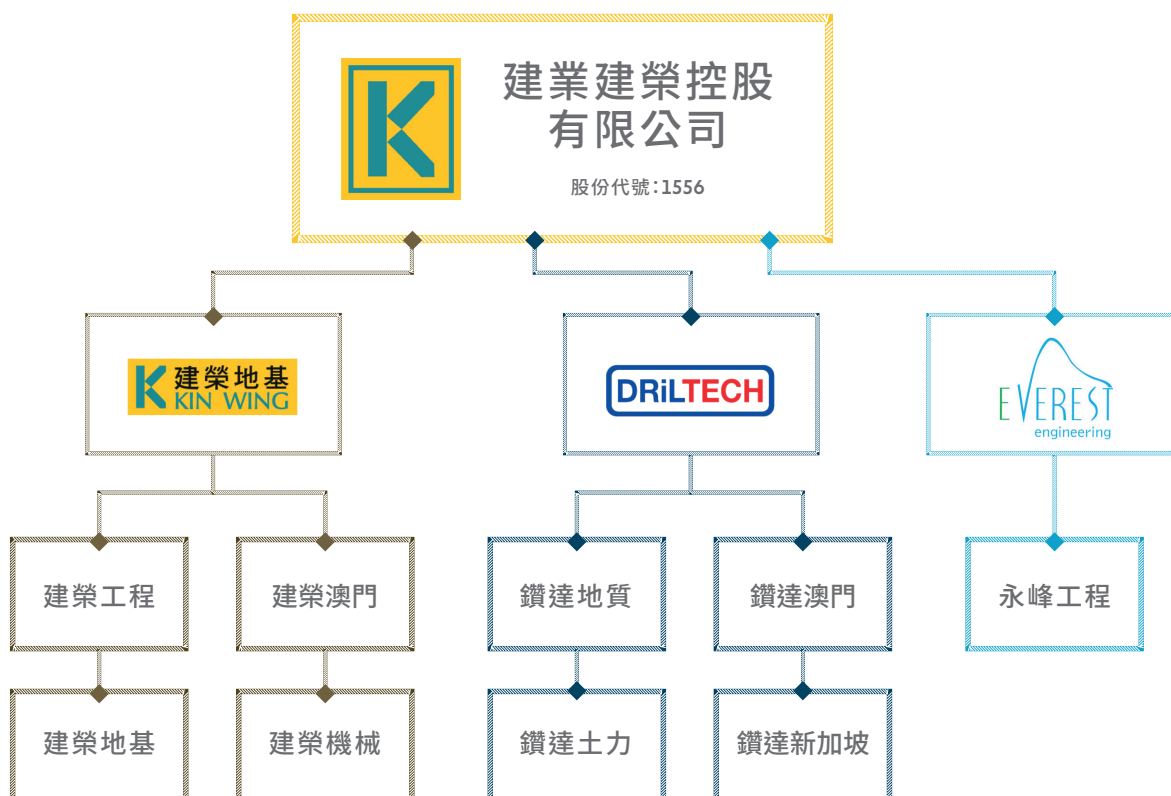 建業建榮控股
有限公司
股份代號:1556
K 建榮地基
KIN WING
DRiLTECH
EVEREST
engineering
建榮工程
建榮澳門
鑽達地質
鑽達澳門
永峰工程
建榮地基
建榮機械
鑽達土力
鑽達新加坡